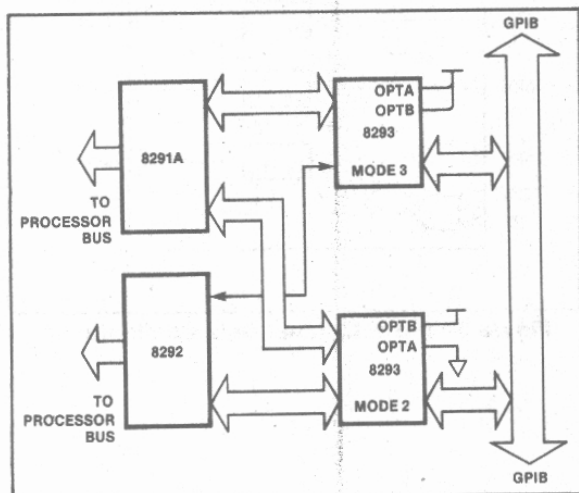 GPIB
OPTA
OPTB
8293
MODE 3
8291A
TO
PROCESSOR
BUS
8292
TO
PROCESSOR
BUS
OPTB
OPTA
8293
MODE 2
GPIB